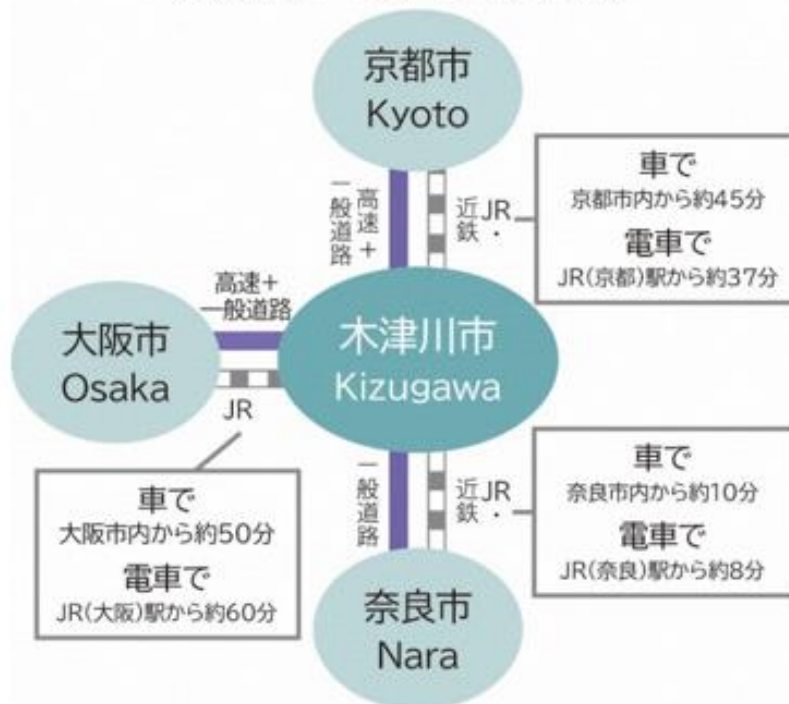 京都市
Kyoto
高速+
一般道路
JR・
近鉄
車で
京都市内から約45分
電車で
JR(京都)駅から約37分
高速+
一般道路
大阪市
Osaka
JR
木津川市
Kizugawa
車で
大阪市内から約50分
電車で
JR(大阪)駅から約60分
一般道路
JR・
近鉄
車で
奈良市内から約10分
電車で
JR(奈良)駅から約8分
奈良市
Nara